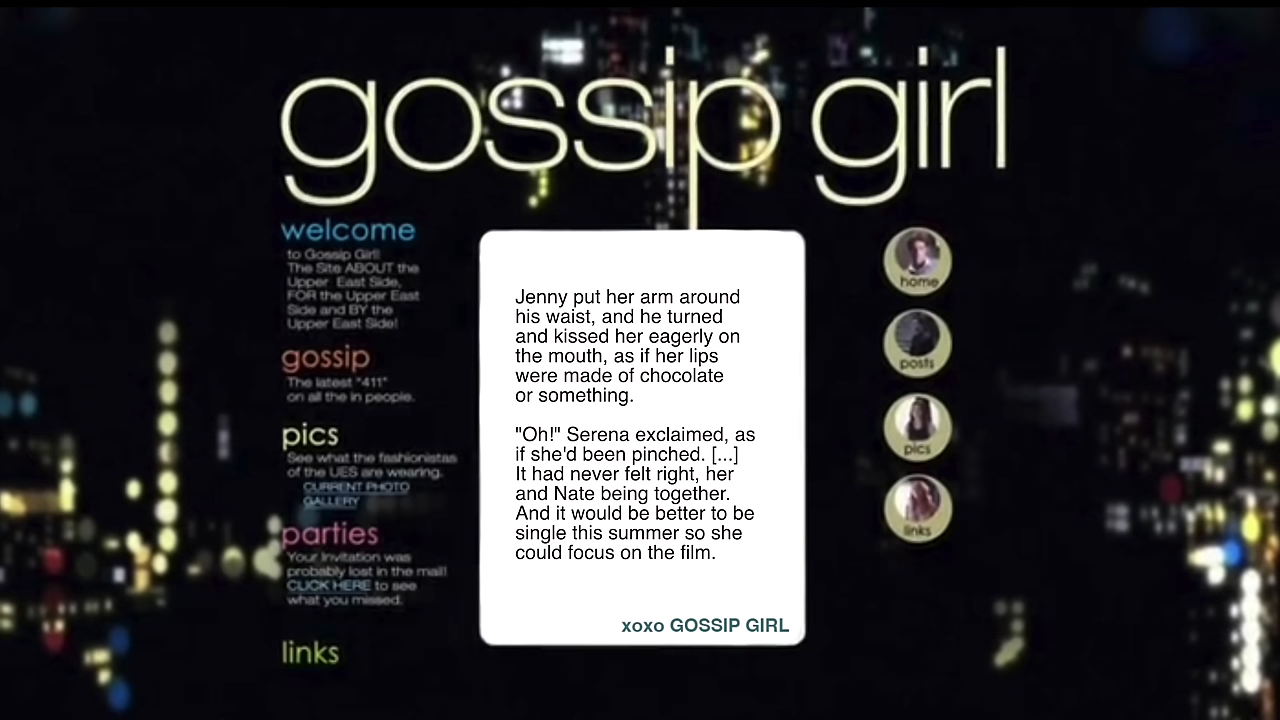 gossip girl
welcome
to Gossip Girl!
The Site ABOUT the
Upper East Side,
FOR the Upper East
Side and BY the
Upper East Side!
gossip
The latest "411"
on all the in people.
pics
See what the fashionistas
of the UES are wearing.
CURRENT PHOTO
GALLERY
parties
Your Invitation was
probably lost in the mail!
CLICK HERE to see
what you missed.
links
Jenny put her arm around
his waist, and he turned
and kissed her eagerly on
the mouth, as if her lips
were made of chocolate
or something.
"Oh!" Serena exclaimed, as
if she'd been pinched. [...]
It had never felt right, her
and Nate being together.
And it would be better to be
single this summer so she
could focus on the film.
xoxo GOSSIP GIRL
home
posts
pics
links